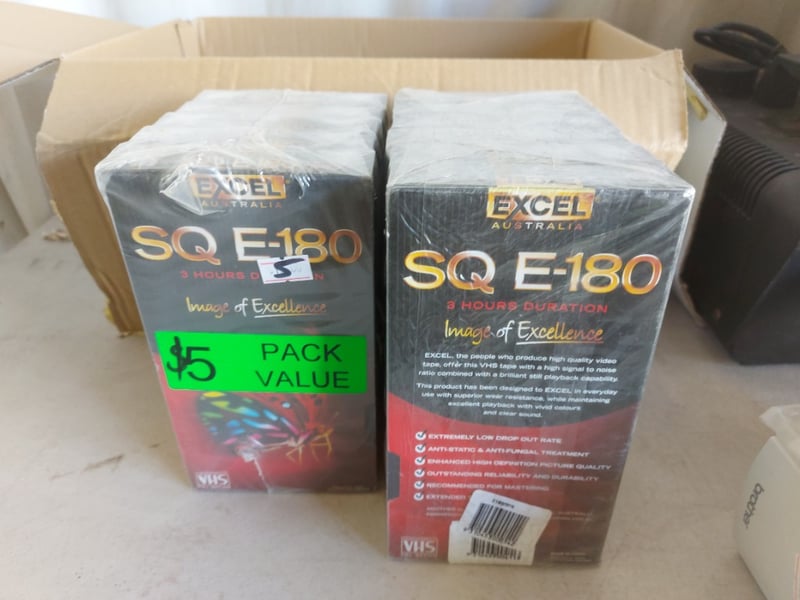 EXCEL
AUSTRALIA
SQ E-180
5
3 HOURS DURATION
Image of Excellence
$5 PACK
VALUE
VHS
EXCEL
AUSTRALIA
SQ E-180
3 HOURS DURATION
Image of Excellence
EXCEL, the people who produce high quality video
tape, offer this VHS tape with a high signal to noise
ratio combined with a brilliant still playback capability.
This product has been designed to EXCEL in everyday
use with superior wear resistance, while maintaining
excellent playback with vivid colours
and clear sound.
EXTREMELY LOW DROP OUT RATE
ANTI-STATIC & ANTI-FUNGAL TREATMENT
ENHANCED HIGH DEFINITION PICTURE QUALITY
OUTSTANDING RELIABILITY AND DURABILITY
RECOMMENDED FOR MASTERING
EXTENDED
AUSTRALIA
VHS
brother